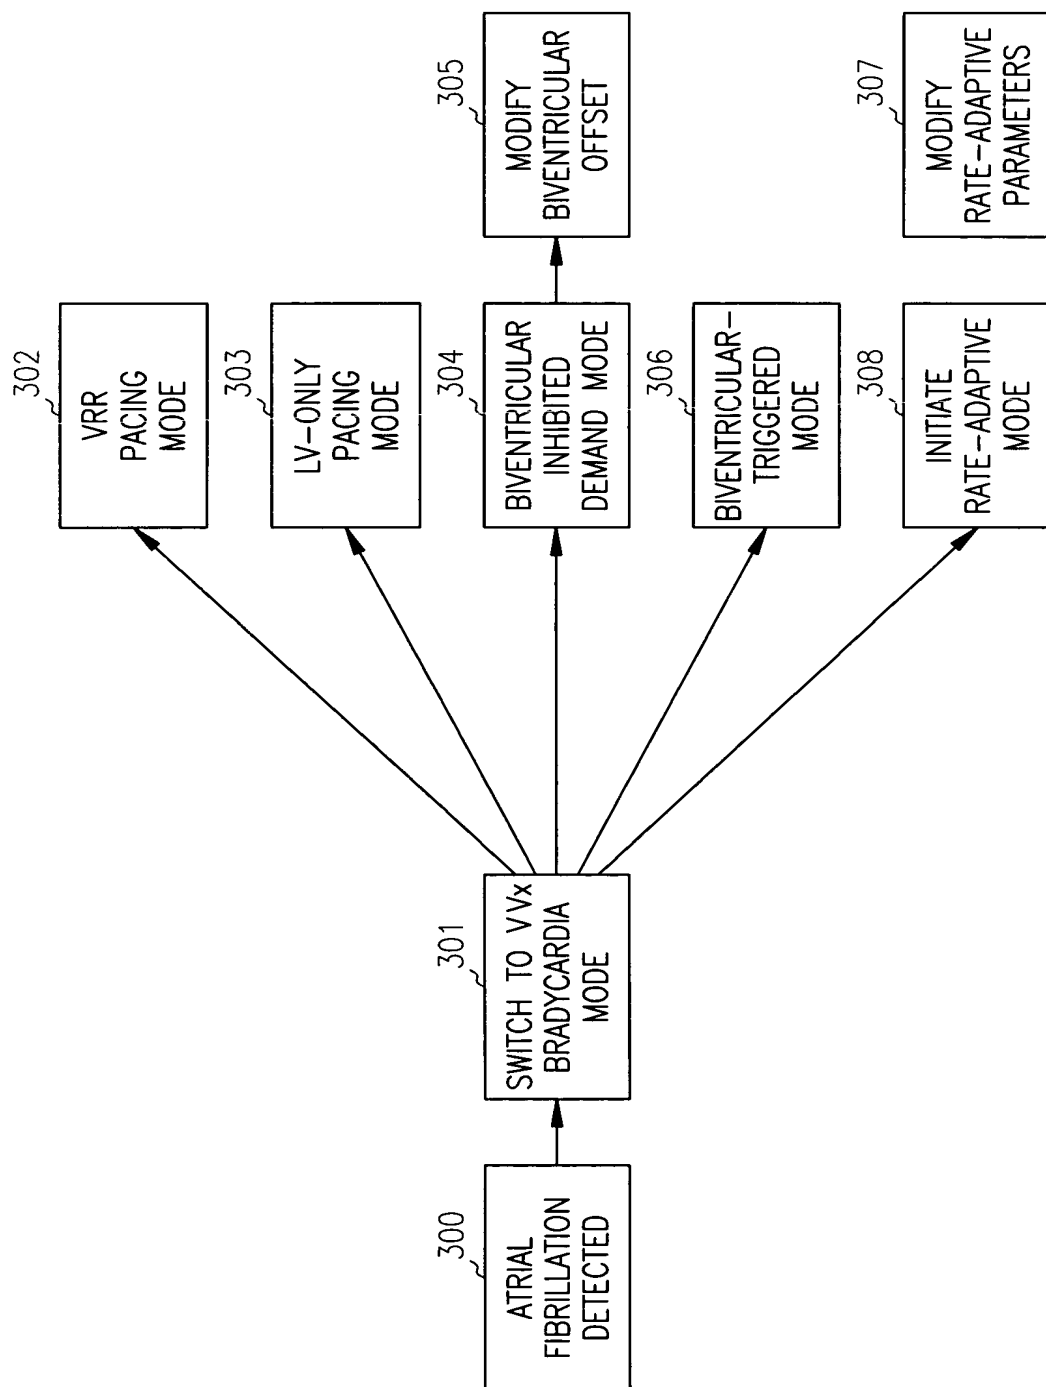 300
ATRIAL
FIBRILLATION
DETECTED
301
SWITCH TO VVx
BRADYCARDIA
MODE
302
VRR
PACING
MODE
303
LV-ONLY
PACING
MODE
304
BIVENTRICULAR
INHIBITED
DEMAND MODE
305
MODIFY
BIVENTRICULAR
OFFSET
306
BIVENTRICULAR-
TRIGGERED
MODE
308
INITIATE
RATE-ADAPTIVE
MODE
307
MODIFY
RATE-ADAPTIVE
PARAMETERS